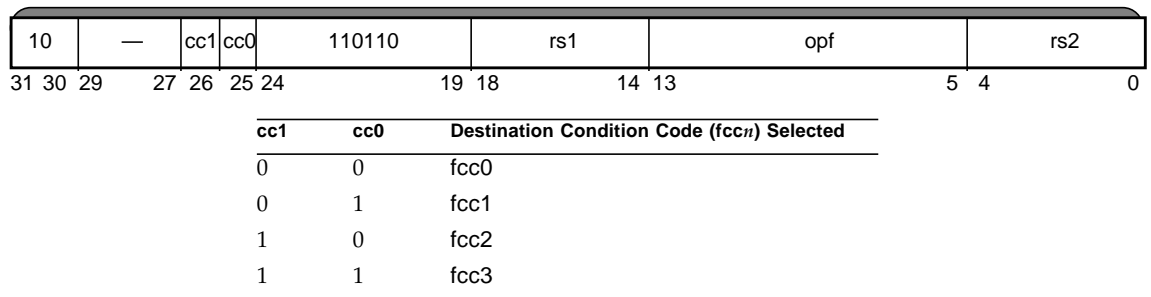 10 — cc1 cc0 110110 rs1 opf rs2
31 30 29 27 26 25 24 19 18 14 13 5 4 0
cc1 cc0 Destination Condition Code (fccn) Selected
0 0 fcc0
0 1 fcc1
1 0 fcc2
1 1 fcc3